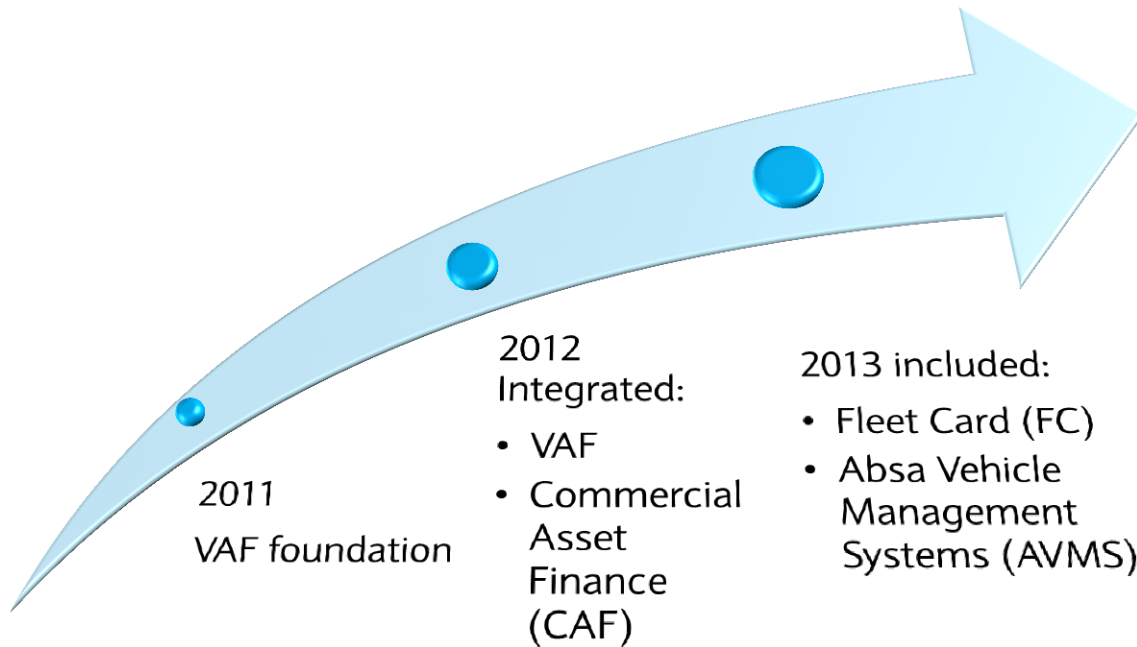 2011
VAF foundation
2012
Integrated:
• VAF
• Commercial
Asset
Finance
(CAF)
2013 included:
• Fleet Card (FC)
• Absa Vehicle
Management
Systems (AVMS)